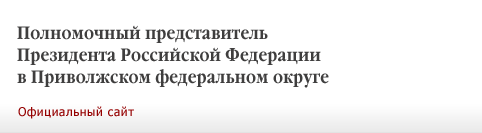 Полномочный представитель
Президента Российской Федерации
в Приволжском федеральном округе
Официальный сайт